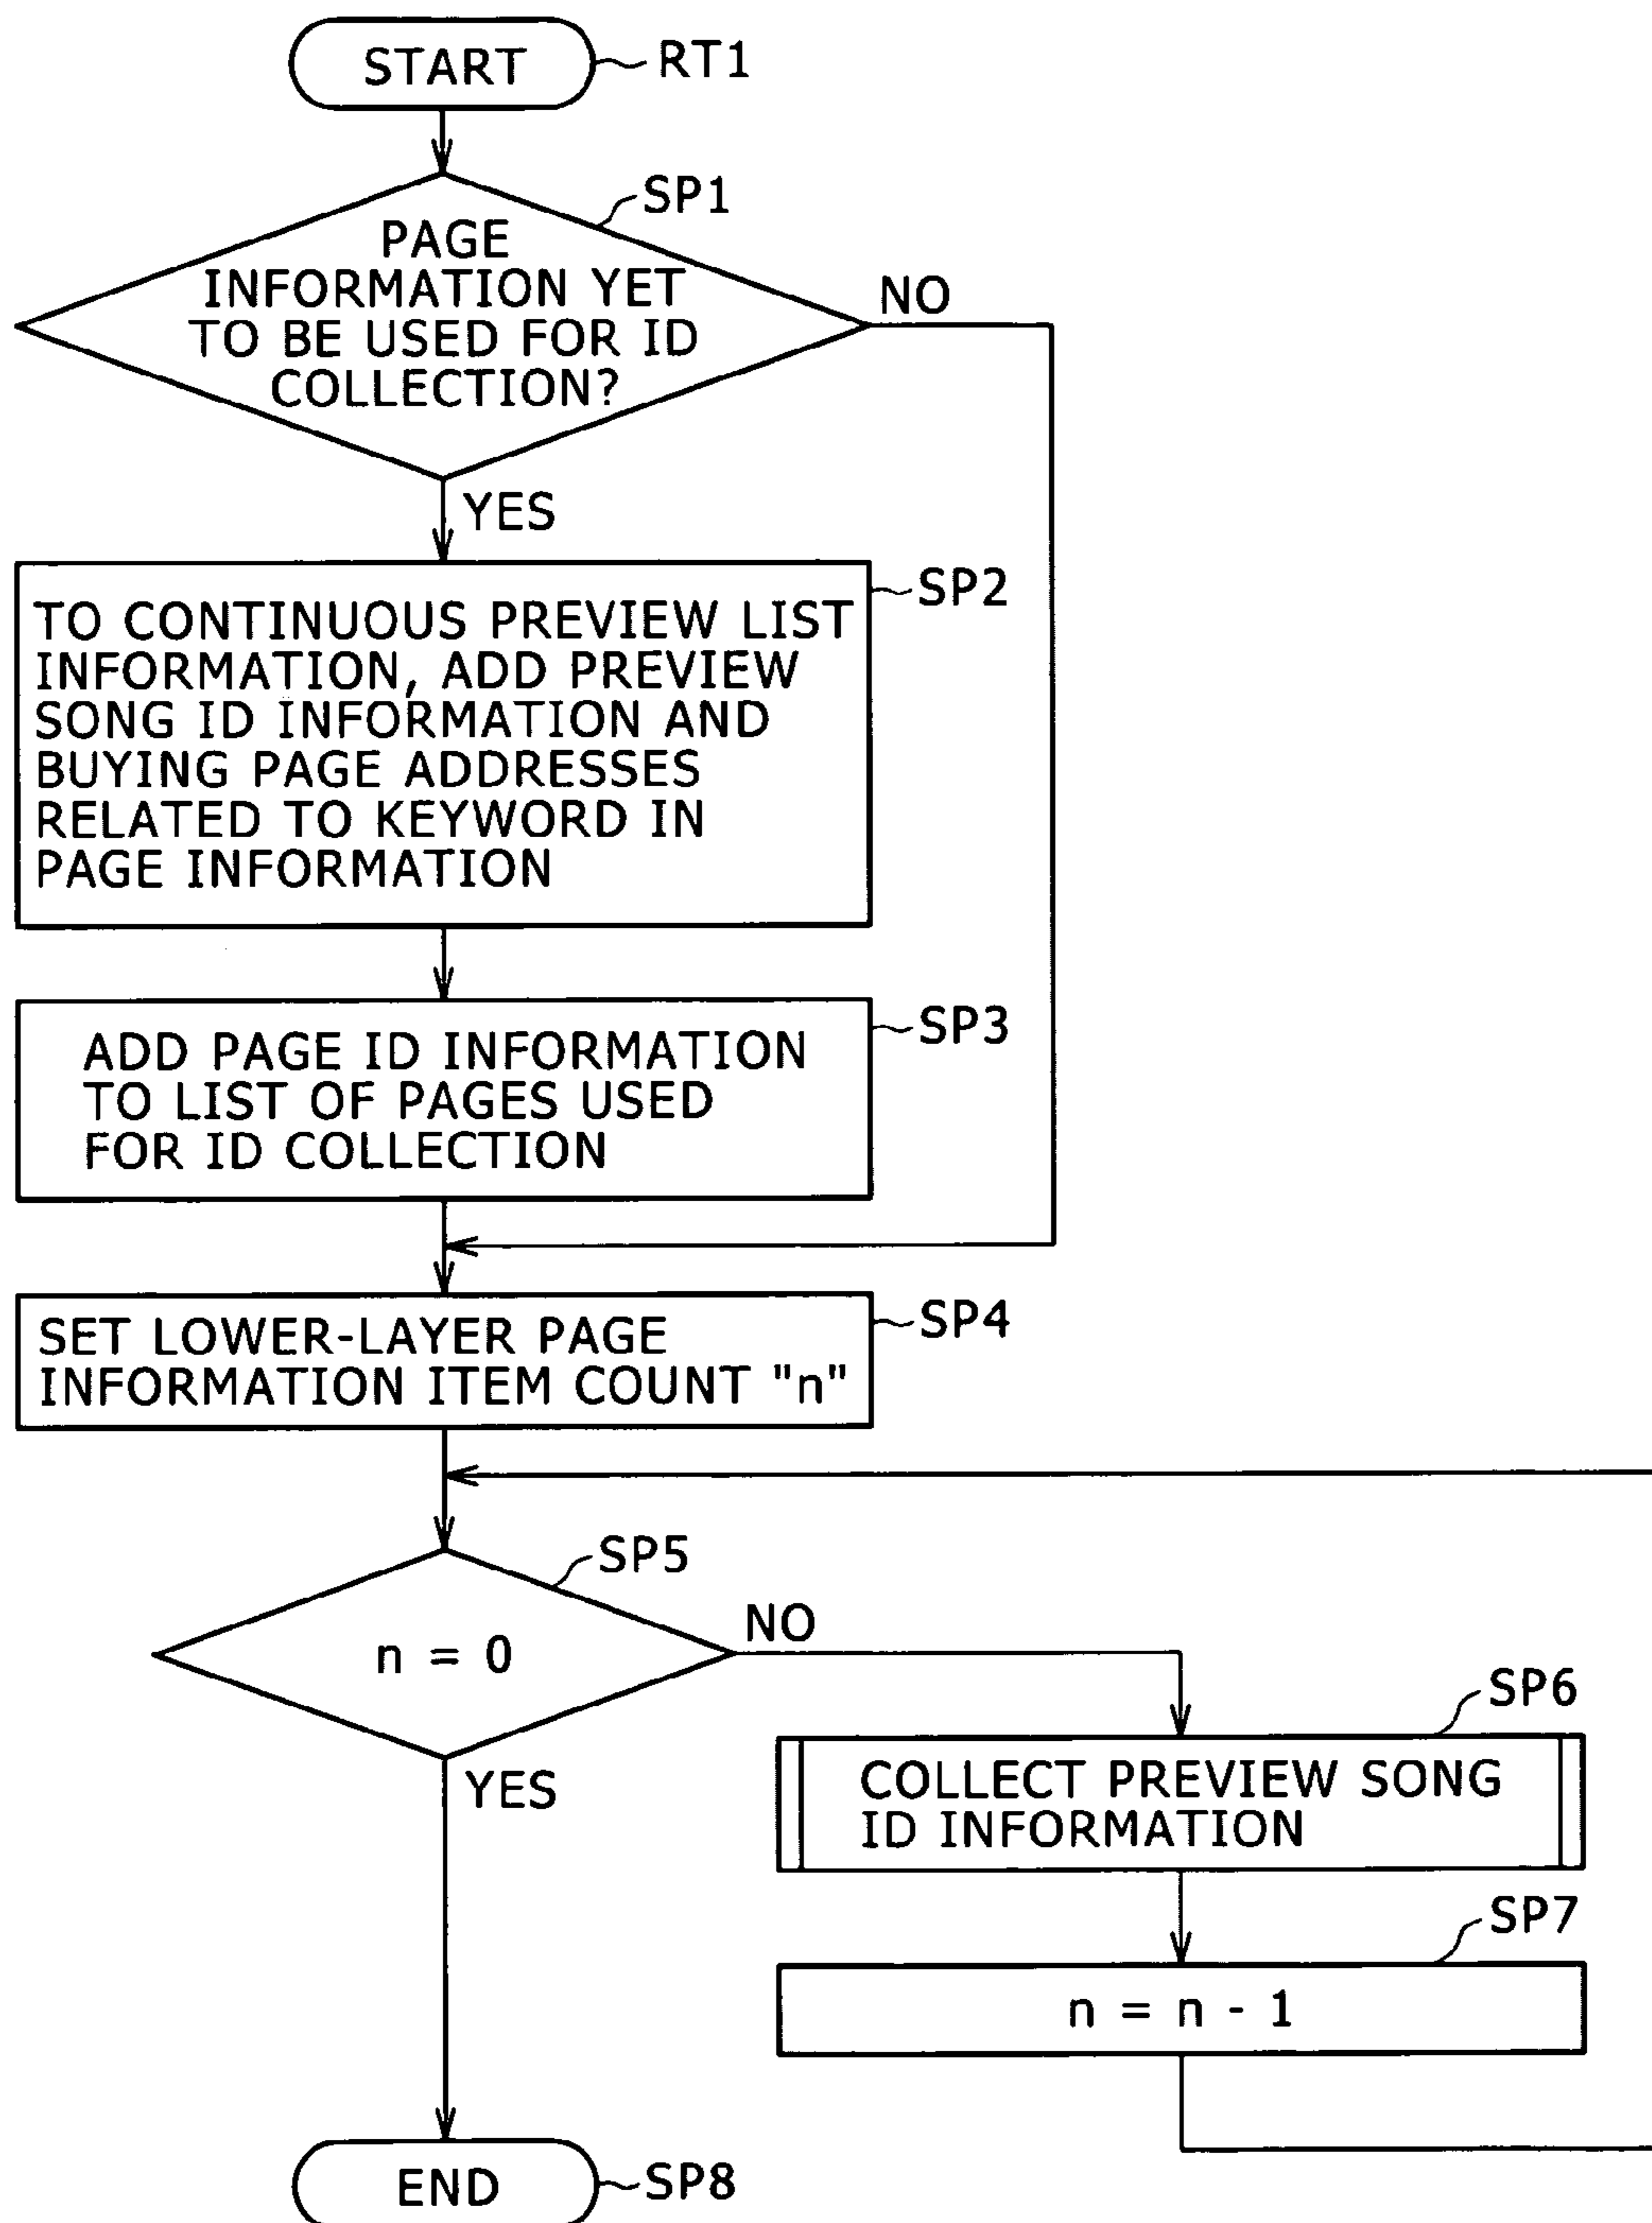 START
RT1
SP1
PAGE
INFORMATION YET
TO BE USED FOR ID
COLLECTION?
NO
YES
SP2
TO CONTINUOUS PREVIEW LIST
INFORMATION, ADD PREVIEW
SONG ID INFORMATION AND
BUYING PAGE ADDRESSES
RELATED TO KEYWORD IN
PAGE INFORMATION
SP3
ADD PAGE ID INFORMATION
TO LIST OF PAGES USED
FOR ID COLLECTION
SP4
SET LOWER-LAYER PAGE
INFORMATION ITEM COUNT "n"
SP5
n = 0
NO
YES
SP6
COLLECT PREVIEW SONG
ID INFORMATION
SP7
n = n - 1
END
SP8